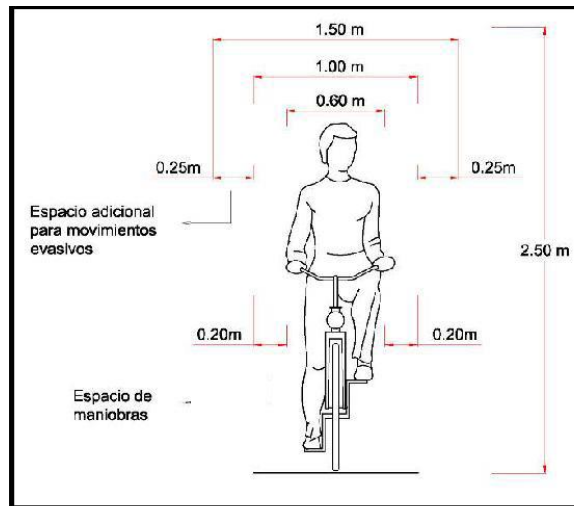 1.50 m
1.00 m
0.60 m
0.25m
0.25m
Espacio adicional
para movimientos
evasivos
2.50 m
0.20m
0.20m
Espacio de
maniobras